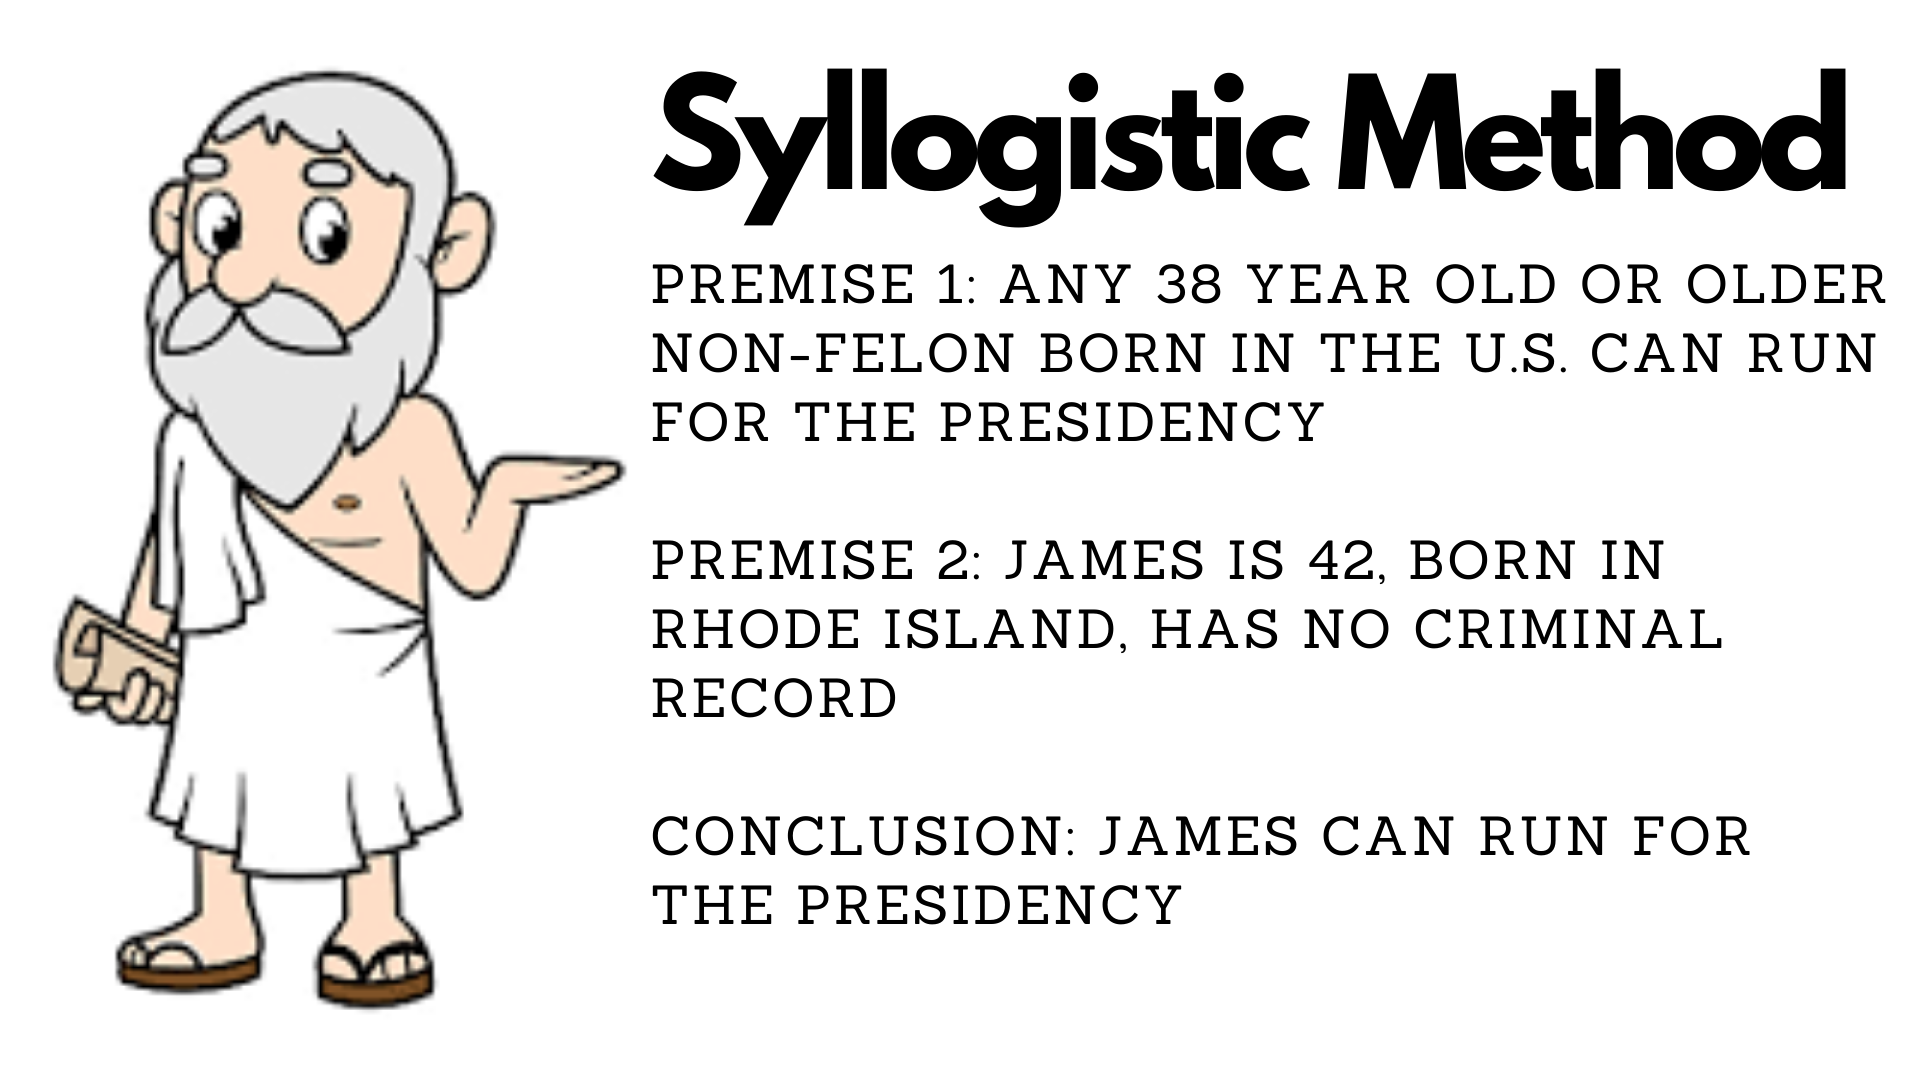 Syllogistic Method
PREMISE 1: ANY 38 YEAR OLD OR OLDER
NON-FELON BORN IN THE U.S. CAN RUN
FOR THE PRESIDENCY
PREMISE 2: JAMES IS 42, BORN IN
RHODE ISLAND, HAS NO CRIMINAL
RECORD
CONCLUSION: JAMES CAN RUN FOR
THE PRESIDENCY